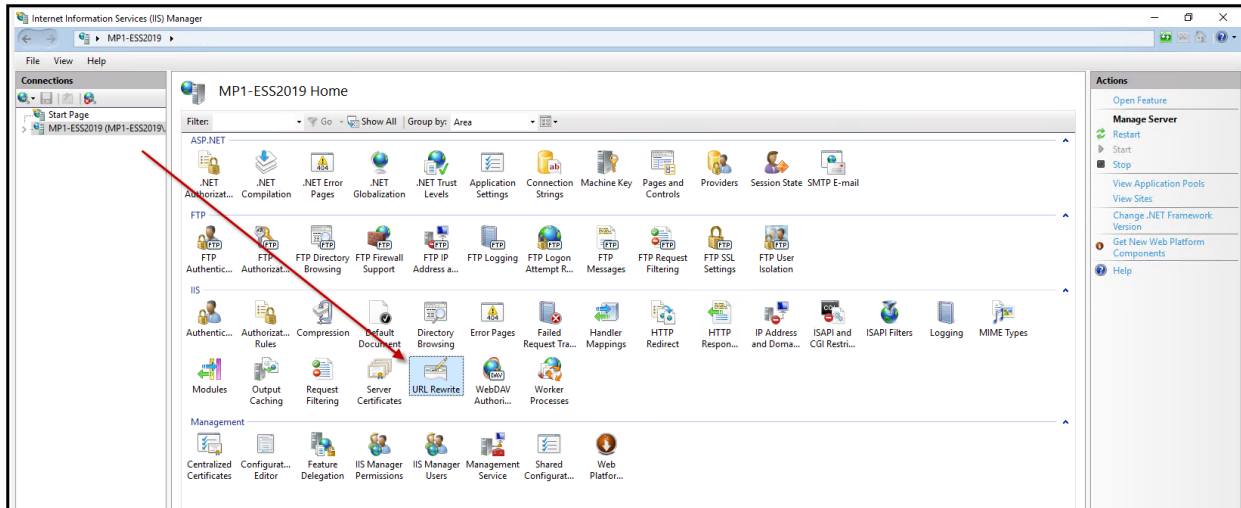 Internet Information Services (IIS) Manager
MP1-ESS2019
File View Help
Connections
Start Page
MP1-ESS2019 (MP1-ESS2019\
MP1-ESS2019 Home
Filter: Go Show All Group by: Area
ASP.NET
.NET Authorizat...
.NET Compilation
.NET Error Pages
.NET Globalization
.NET Trust Levels
Application Settings
Connection Strings
Machine Key
Pages and Controls
Providers
Session State
SMTP E-mail
FTP
FTP Authentic...
FTP Authorizat...
FTP Directory Browsing
FTP Firewall Support
FTP IP Address a...
FTP Logging
FTP Logon Attempt R...
FTP Messages
FTP Request Filtering
FTP SSL Settings
FTP User Isolation
IIS
Authentic...
Authorizat... Rules
Compression
Default Document
Directory Browsing
Error Pages
Failed Request Tra...
Handler Mappings
HTTP Redirect
HTTP Respon...
IP Address and Doma...
ISAPI and CGI Restri...
ISAPI Filters
Logging
MIME Types
Modules
Output Caching
Request Filtering
Server Certificates
URL Rewrite
WebDAV Authori...
Worker Processes
Management
Centralized Certificates
Configurat... Editor
Feature Delegation
IIS Manager Permissions
IIS Manager Users
Management Service
Shared Configurat...
Web Platfor...
Actions
Open Feature
Manage Server
Restart
Start
Stop
View Application Pools
View Sites
Change .NET Framework
Version
Get New Web Platform
Components
Help